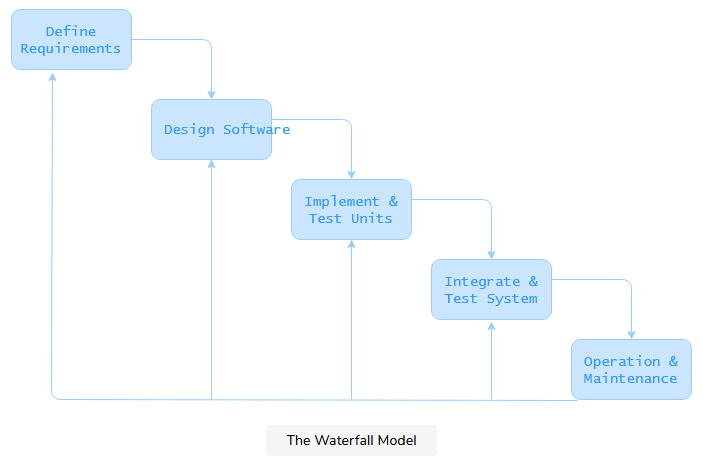 Define
Requirements
Design Software
Implement &
Test Units
Integrate &
Test System
Operation &
Maintenance
The Waterfall Model